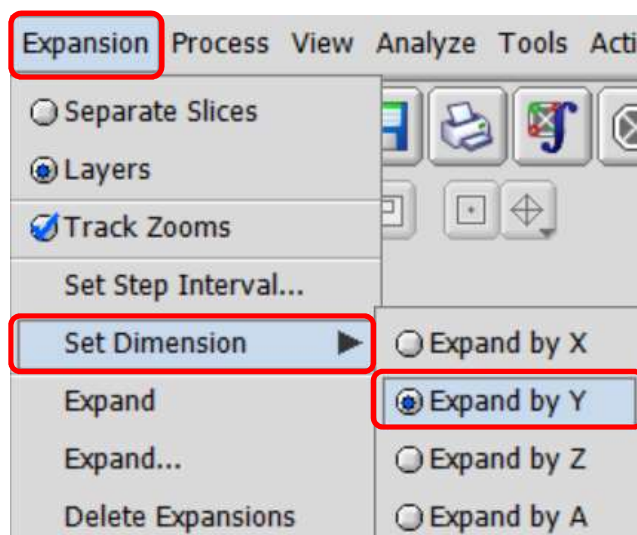 Expansion Process View Analyze Tools Acti
Separate Slices
Layers
Track Zooms
Set Step Interval...
Set Dimension
Expand
Expand...
Delete Expansions
Expand by X
Expand by Y
Expand by Z
Expand by A